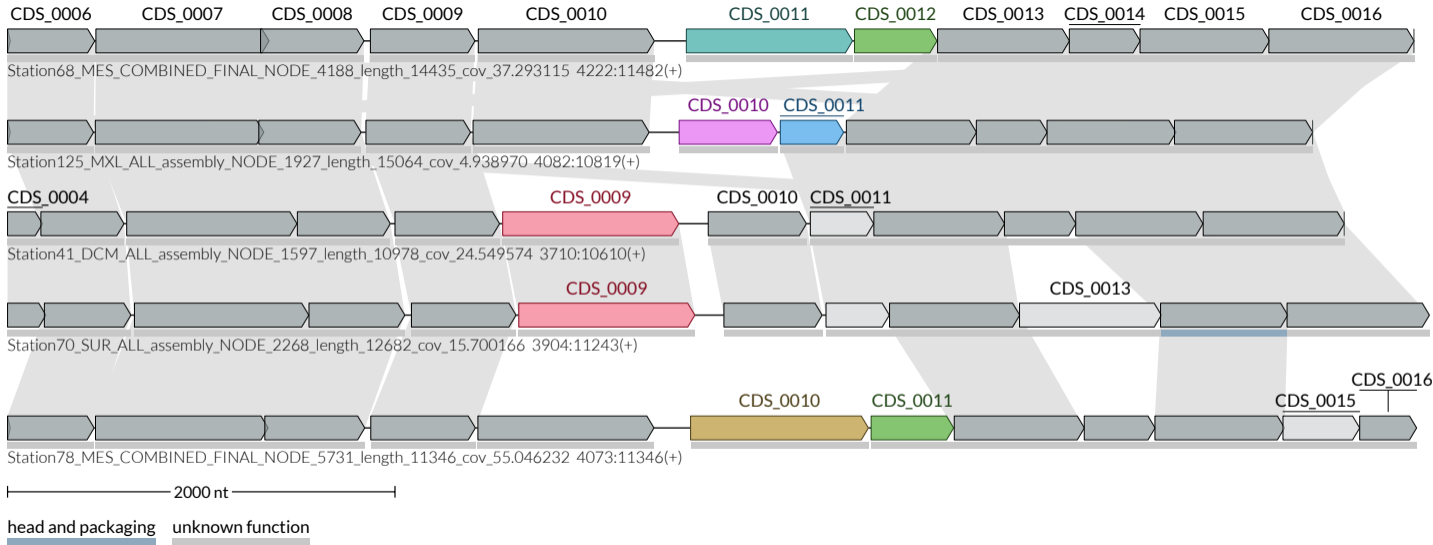 CDS_0006 CDS_0007 CDS_0008 CDS_0009 CDS_0010 CDS_0011 CDS_0012 CDS_0013 CDS_0014 CDS_0015 CDS_0016
Station68_MES_COMBINED_FINAL_NODE_4188_length_14435_cov_37.293115 4222:11482(+)
CDS_0010 CDS_0011
Station125_MXL_ALL_assembly_NODE_1927_length_15064_cov_4.938970 4082:10819(+)
CDS_0004 CDS_0009 CDS_0010 CDS_0011
Station41_DCM_ALL_assembly_NODE_1597_length_10978_cov_24.549574 3710:10610(+)
CDS_0009 CDS_0013
Station70_SUR_ALL_assembly_NODE_2268_length_12682_cov_15.700166 3904:11243(+)
CDS_0016
CDS_0010 CDS_0011 CDS_0015
Station78_MES_COMBINED_FINAL_NODE_5731_length_11346_cov_55.046232 4073:11346(+)
2000 nt
head and packaging unknown function